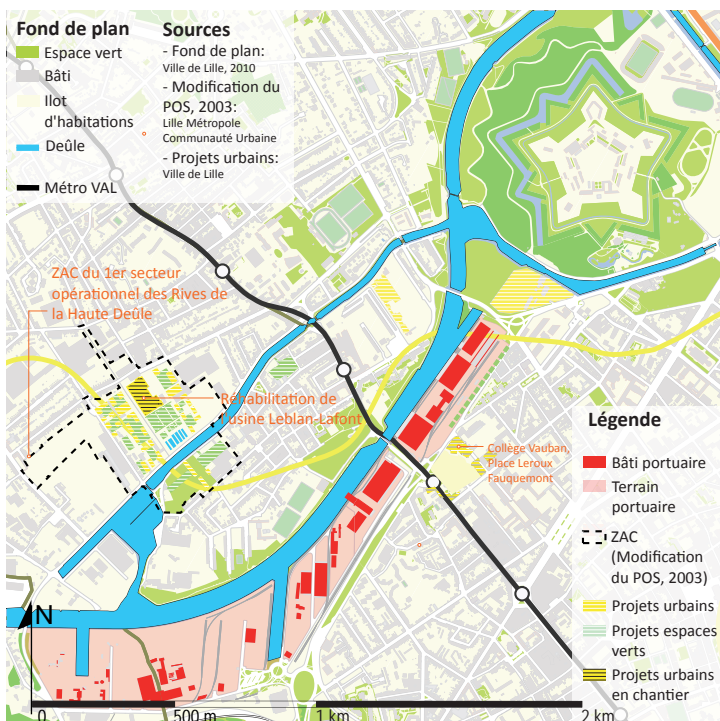 Fond de plan
Espace vert
Bâti
Ilot
d'habitations
Deûle
Métro VAL
Sources
- Fond de plan:
Ville de Lille, 2010
- Modification du
POS, 2003:
Lille Métropole
Communauté Urbaine
- Projets urbains:
Ville de Lille
ZAC du 1er secteur
opérationnel des Rives de
la Haute Deûle
Réhabilitation de
l'usine Leblan-Lafont
Collège Vauban,
Place Leroux
Fauquemont
Légende
Bâti portuaire
Terrain
portuaire
ZAC
(Modification
du POS, 2003)
Projets urbains
Projets espaces
verts
Projets urbains
en chantier
N
0 500 m 1 km 2 km